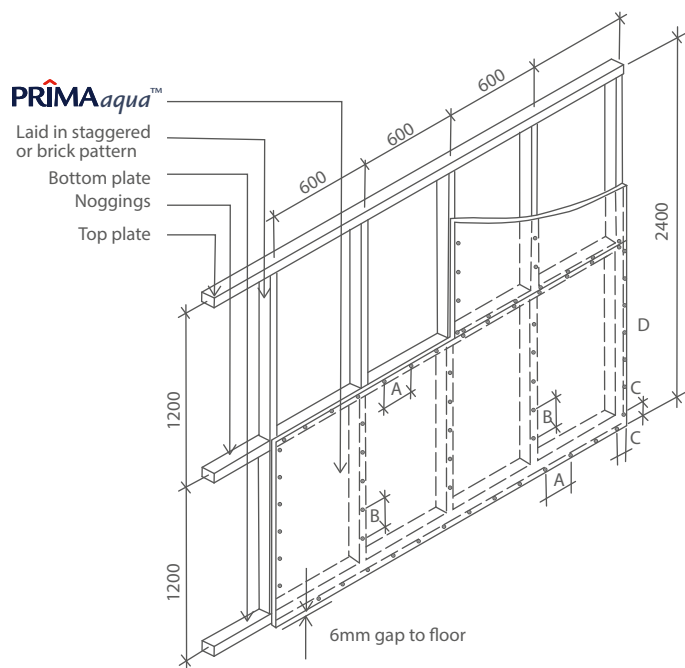 PRÎMAaqua™
Laid in staggered
or brick pattern
Bottom plate
Noggings
Top plate
600
600
600
600
2400
1200
1200
A
B
B
A
D
C
C
6mm gap to floor